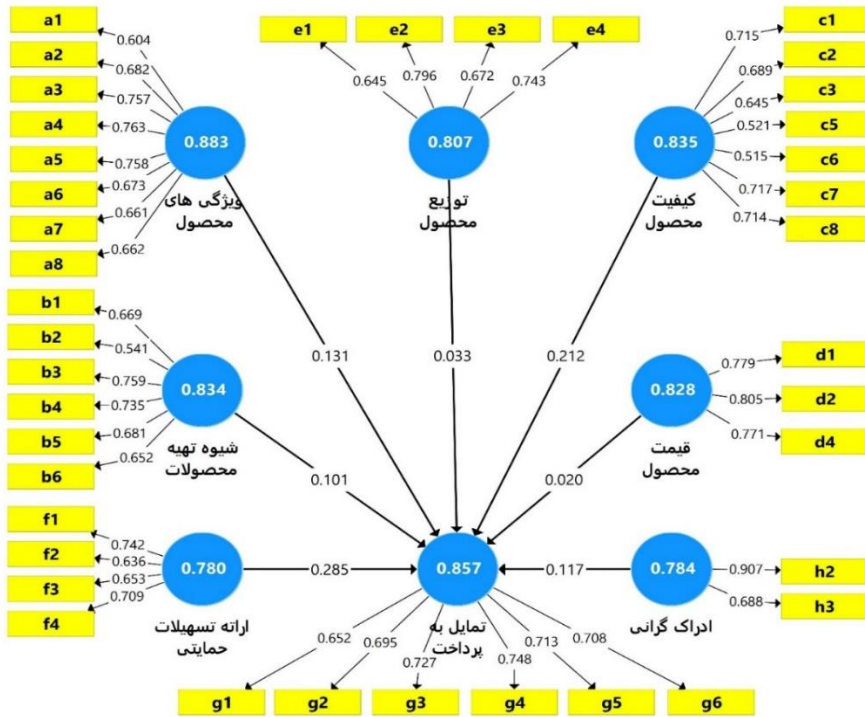 a1
a2
a3
a4
a5
a6
a7
a8
0.604
0.682
0.757
0.763
0.758
0.673
0.661
0.662
0.883
ویژگی های
محصول
e1
e2
e3
e4
0.645
0.796
0.672
0.743
0.807
توزیع
محصول
c1
c2
c3
c5
c6
c7
c8
0.715
0.689
0.645
0.521
0.515
0.717
0.714
0.835
کیفیت
محصول
b1
b2
b3
b4
b5
b6
0.669
0.541
0.759
0.735
0.681
0.652
0.834
شیوه تهیه
محصولات
0.131
0.033
0.212
d1
d2
d4
0.779
0.805
0.771
0.828
قیمت
محصول
0.101
0.020
f1
f2
f3
f4
0.742
0.636
0.653
0.709
0.780
ارائه تسهیلات
حمایتی
0.285
0.857
تمایل به
پرداخت
0.117
0.784
ادراک گرانی
0.907
0.688
h2
h3
0.652
0.695
0.727
0.748
0.713
0.708
g1
g2
g3
g4
g5
g6